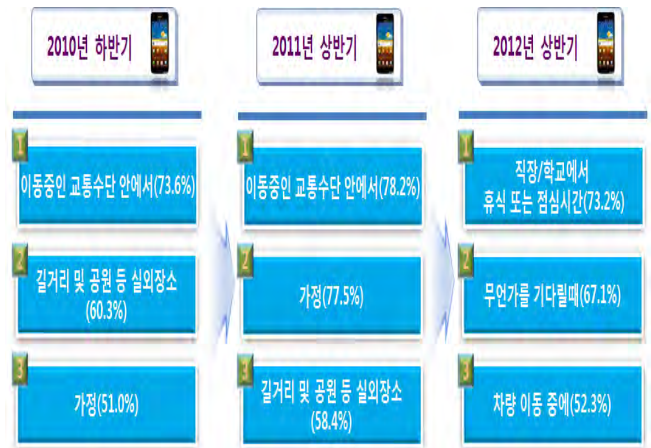 2010년 하반기
1
이동중인 교통수단 안에서(73.6%)
2
길거리 및 공원 등 실외장소
(60.3%)
3
가정(51.0%)
2011년 상반기
1
이동중인 교통수단 안에서(78.2%)
2
가정(77.5%)
3
길거리 및 공원 등 실외장소
(58.4%)
2012년 상반기
1
직장/학교에서
휴식 또는 점심시간(73.2%)
2
무언가를 기다릴때(67.1%)
3
차량 이동 중에(52.3%)